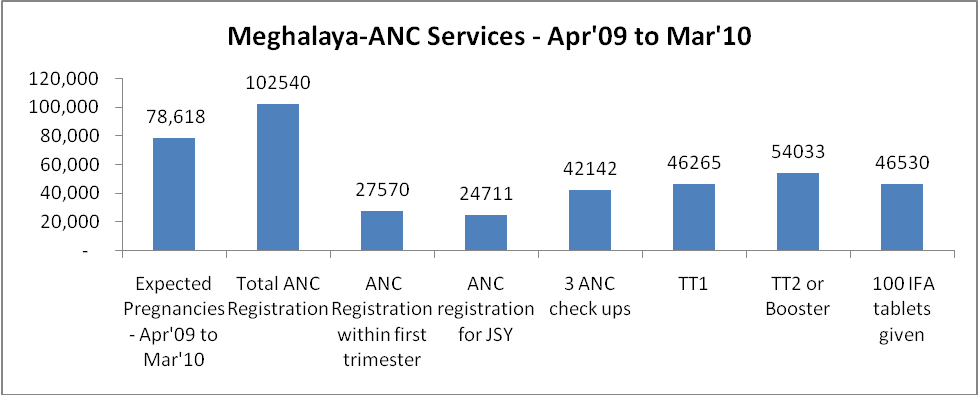 Meghalaya-ANC Services - Apr'09 to Mar'10
120,000
100,000
80,000
60,000
40,000
20,000
-
78,618
102540
27570
24711
42142
46265
54033
46530
Expected
Pregnancies
- Apr'09 to
Mar'10
Total ANC
Registration
ANC
Registration
within first
trimester
ANC
registration
for JSY
3 ANC
check ups
TT1
TT2 or
Booster
100 IFA
tablets
given